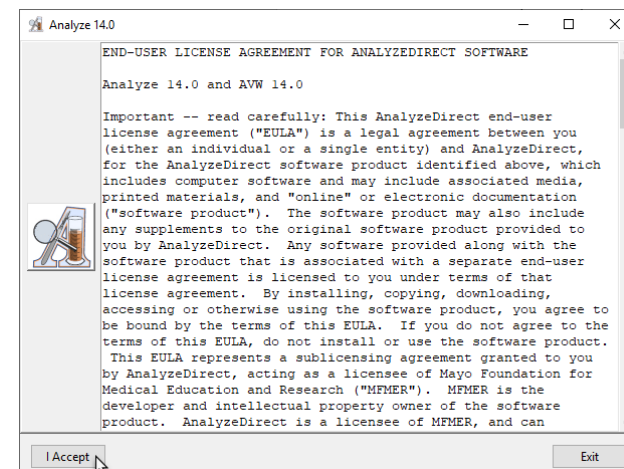 Analyze 14.0
END-USER LICENSE AGREEMENT FOR ANALYZEDIRECT SOFTWARE
Analyze 14.0 and AVW 14.0
Important -- read carefully: This AnalyzeDirect end-user
license agreement ("EULA") is a legal agreement between you
(either an individual or a single entity) and AnalyzeDirect,
for the AnalyzeDirect software product identified above, which
includes computer software and may include associated media,
printed materials, and "online" or electronic documentation
("software product").  The software product may also include
any supplements to the original software product provided to
you by AnalyzeDirect.  Any software provided along with the
software product that is associated with a separate end-user
license agreement is licensed to you under terms of that
license agreement.  By installing, copying, downloading,
accessing or otherwise using the software product, you agree to
be bound by the terms of this EULA.  If you do not agree to the
terms of this EULA, do not install or use the software product.
This EULA represents a sublicensing agreement granted to you
by AnalyzeDirect, acting as a licensee of Mayo Foundation for
Medical Education and Research ("MFMER").  MFMER is the
developer and intellectual property owner of the software
product.  AnalyzeDirect is a licensee of MFMER, and can
I Accept
Exit